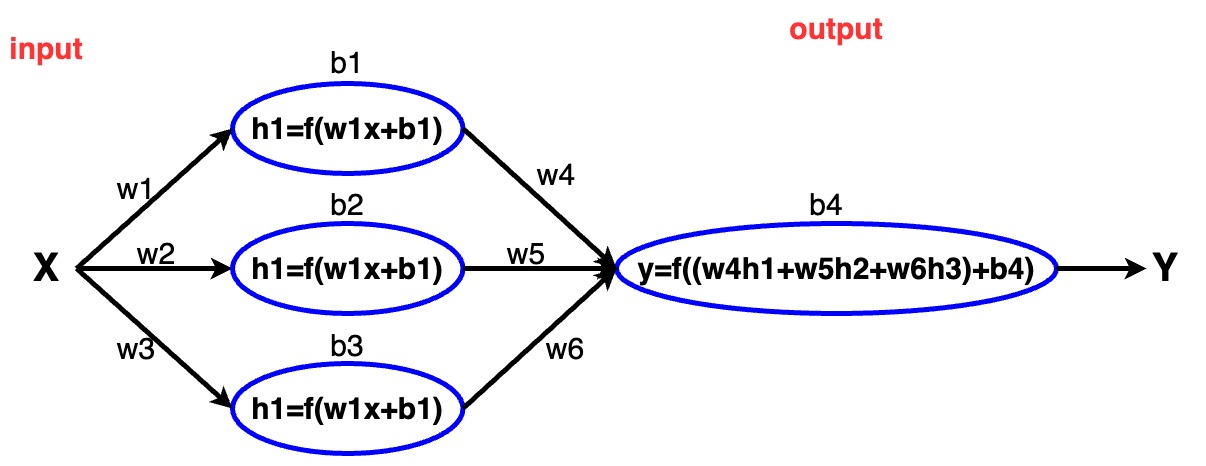 input
output
b1
h1=f(w1x+b1)
w1
w4
b2
b4
h1=f(w1x+b1)
w2
w5
X
y=f((w4h1+w5h2+w6h3)+b4)
Y
w3
b3
w6
h1=f(w1x+b1)